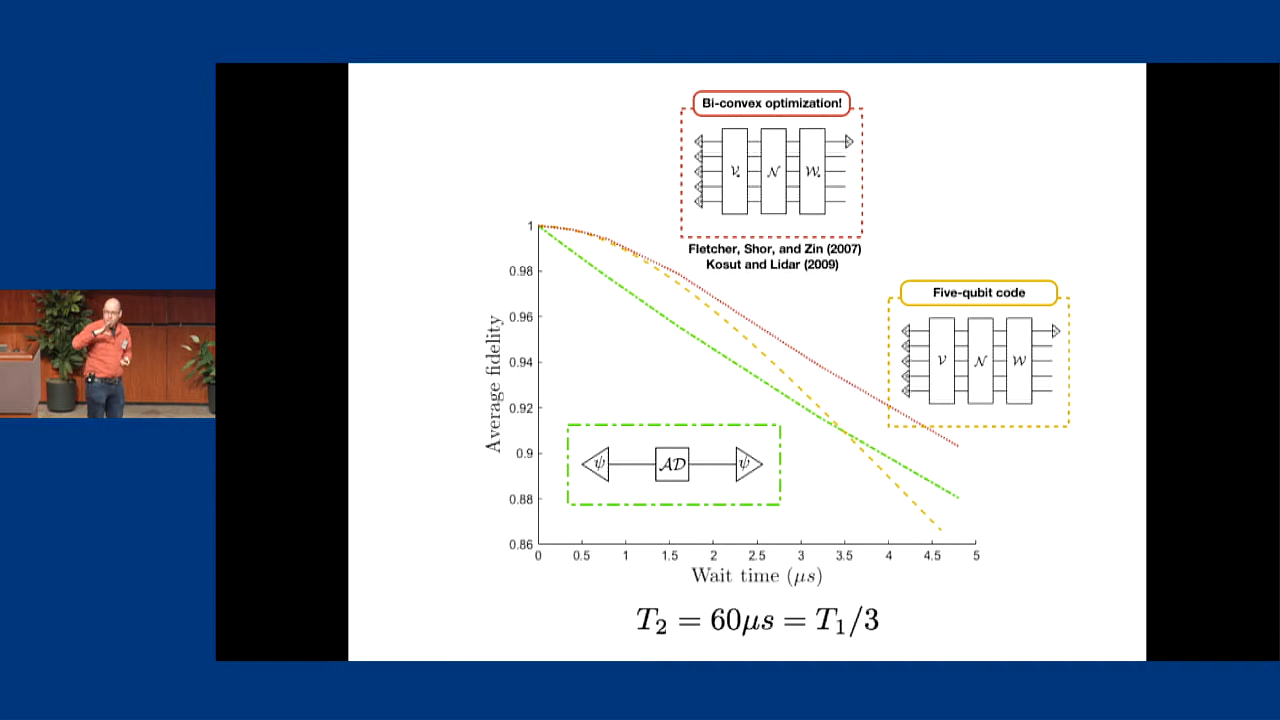 Bi-convex optimization!
V* N W*
Fletcher, Shor, and Zin (2007)
Kosut and Lidar (2009)
Five-qubit code
V N W
ψ AD ψ
Average fidelity
1
0.98
0.96
0.94
0.92
0.9
0.88
0.86
0 0.5 1 1.5 2 2.5 3 3.5 4 4.5 5
Wait time (μs)
T₂ = 60μs = T₁/3